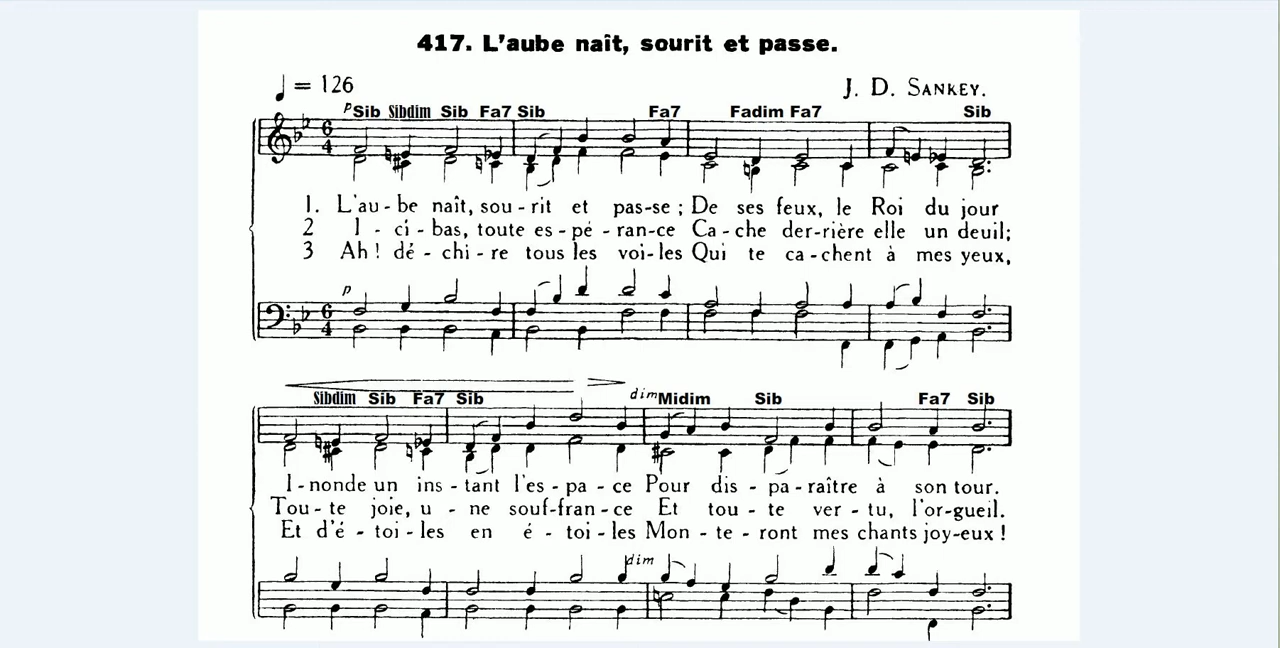 417. L'aube naît, sourit et passe.
♩ = 126
J. D. SANKEY.
p Sib Sibdim Sib Fa7 Sib Fa7 Fadim Fa7 Sib
6 4
1. L'au - be naît, sou - rit et pas-se ; De ses feux, le Roi du jour
2 I - ci - bas, toute es - pé - ran-ce Ca - che der-rière elle un deuil;
3 Ah ! dé - chi - re tous les voi-les Qui te ca - chent à mes yeux,
p
6 4
dim
Sibdim Sib Fa7 Sib Midim Sib Fa7 Sib
I - nonde un ins - tant l'es - pa - ce Pour dis - pa - raître à son tour.
Tou - te joie, u - ne souf-fran-ce Et tou - te ver - tu, l'or-gueil.
Et d'é - toi - les en é - toi - les Mon - te - ront mes chants joy-eux !
dim